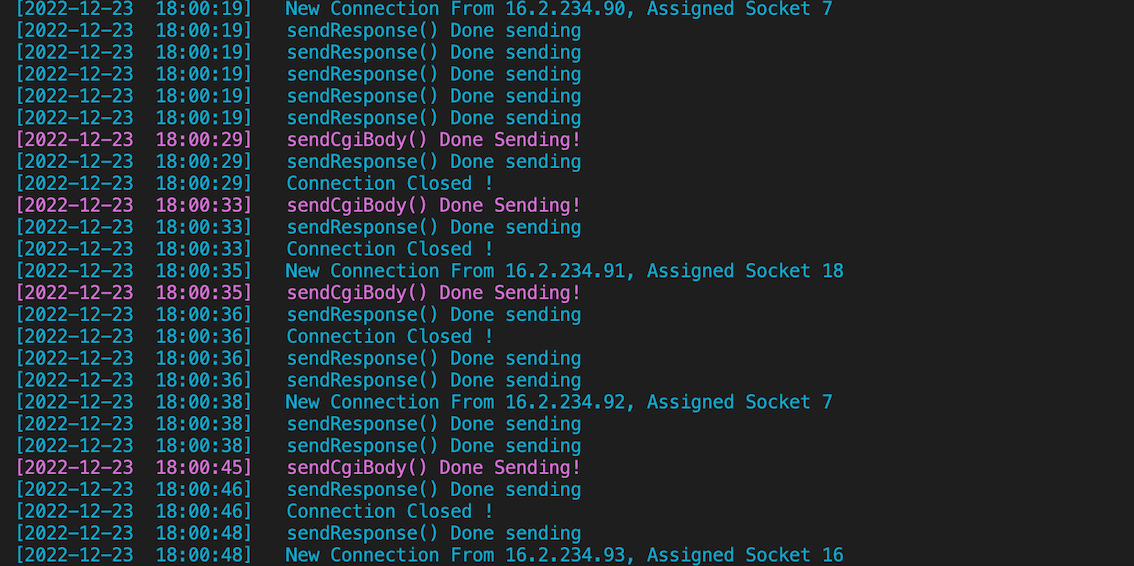 [2022-12-23  18:00:19]   New Connection From 16.2.234.90, Assigned Socket 7
[2022-12-23  18:00:19]   sendResponse() Done sending
[2022-12-23  18:00:19]   sendResponse() Done sending
[2022-12-23  18:00:19]   sendResponse() Done sending
[2022-12-23  18:00:19]   sendResponse() Done sending
[2022-12-23  18:00:19]   sendResponse() Done sending
[2022-12-23  18:00:29]   sendCgiBody() Done Sending!
[2022-12-23  18:00:29]   sendResponse() Done sending
[2022-12-23  18:00:29]   Connection Closed !
[2022-12-23  18:00:33]   sendCgiBody() Done Sending!
[2022-12-23  18:00:33]   sendResponse() Done sending
[2022-12-23  18:00:33]   Connection Closed !
[2022-12-23  18:00:35]   New Connection From 16.2.234.91, Assigned Socket 18
[2022-12-23  18:00:35]   sendCgiBody() Done Sending!
[2022-12-23  18:00:36]   sendResponse() Done sending
[2022-12-23  18:00:36]   Connection Closed !
[2022-12-23  18:00:36]   sendResponse() Done sending
[2022-12-23  18:00:36]   sendResponse() Done sending
[2022-12-23  18:00:38]   New Connection From 16.2.234.92, Assigned Socket 7
[2022-12-23  18:00:38]   sendResponse() Done sending
[2022-12-23  18:00:38]   sendResponse() Done sending
[2022-12-23  18:00:45]   sendCgiBody() Done Sending!
[2022-12-23  18:00:46]   sendResponse() Done sending
[2022-12-23  18:00:46]   Connection Closed !
[2022-12-23  18:00:48]   sendResponse() Done sending
[2022-12-23  18:00:48]   New Connection From 16.2.234.93, Assigned Socket 16